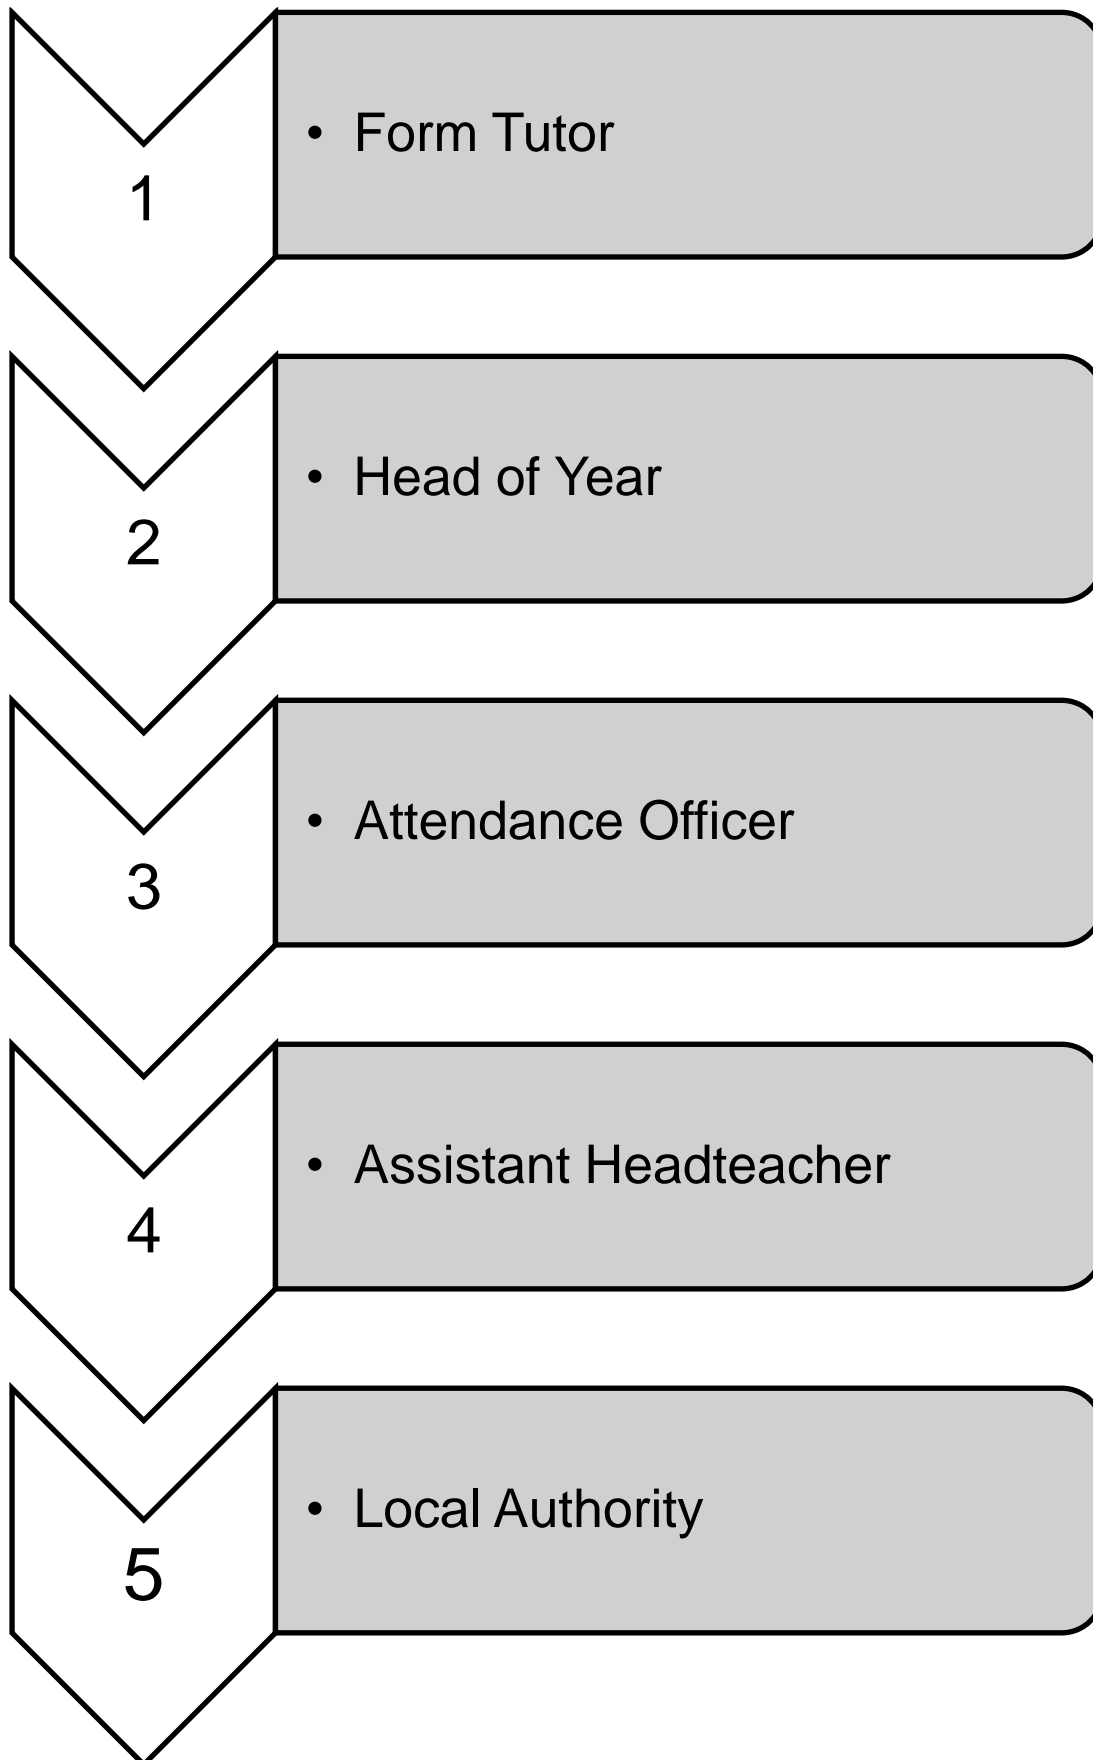 1
• Form Tutor
2
• Head of Year
3
• Attendance Officer
4
• Assistant Headteacher
5
• Local Authority